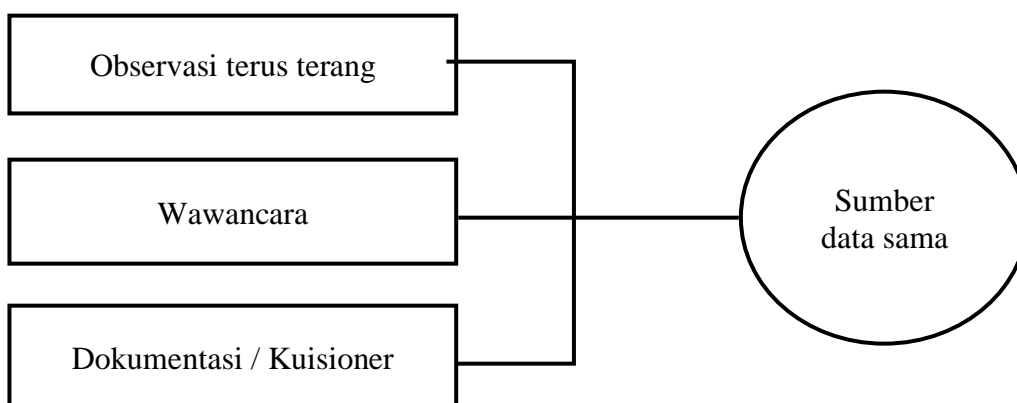 Observasi terus terang
Wawancara
Dokumentasi / Kuisioner
Sumber
data sama